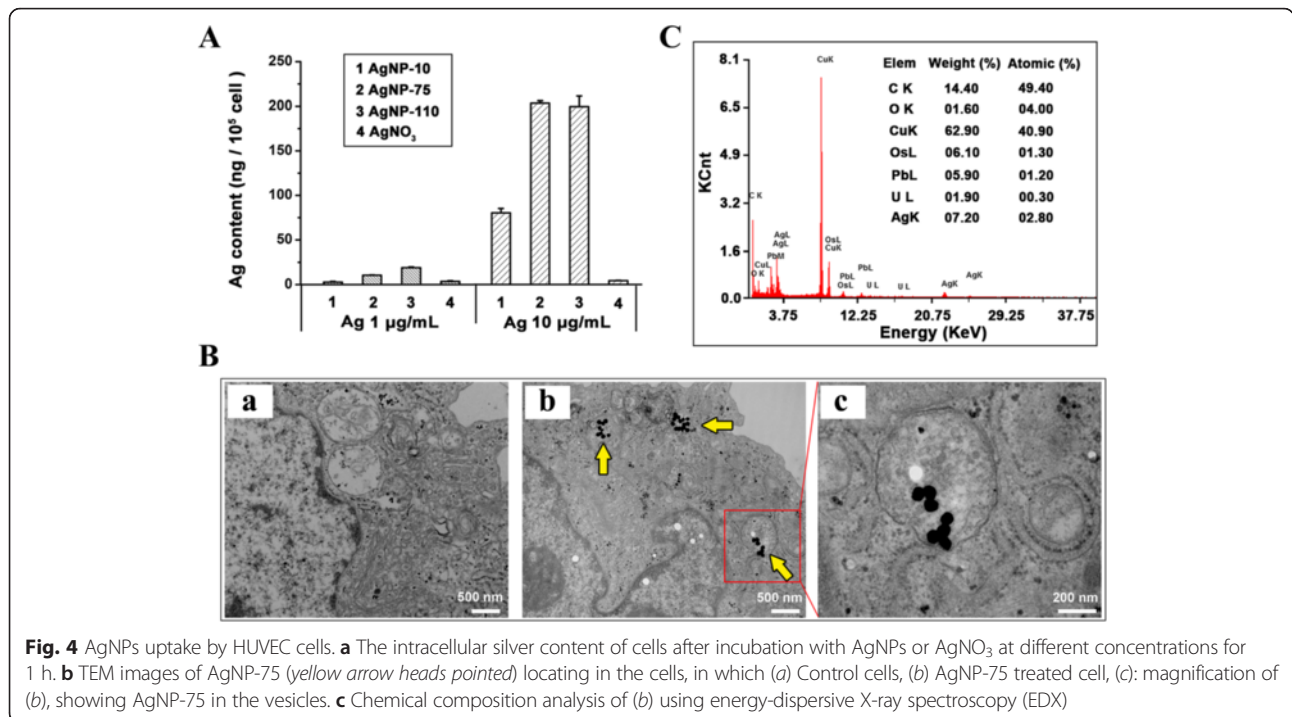 A
Ag content (ng / 10⁵ cell)
250
200
150
100
50
0
1 AgNP-10
2 AgNP-75
3 AgNP-110
4 AgNO₃
1 2 3 4 1 2 3 4
Ag 1 µg/mL Ag 10 µg/mL
C
KCnt
8.1
6.5
4.9
3.2
1.6
0.0
C K
O K
CuL
PbM
AgL
AgL
CuK
OsL
CuK
PbL
OsL
PbL
U L
U L
AgK
AgK
Elem Weight (%) Atomic (%)
C K 14.40 49.40
O K 01.60 04.00
CuK 62.90 40.90
OsL 06.10 01.30
PbL 05.90 01.20
U L 01.90 00.30
AgK 07.20 02.80
3.75 12.25 20.75 29.25 37.75
Energy (KeV)
B
a
500 nm
b
500 nm
c
200 nm
Fig. 4 AgNPs uptake by HUVEC cells. a The intracellular silver content of cells after incubation with AgNPs or AgNO₃ at different concentrations for
1 h. b TEM images of AgNP-75 (yellow arrow heads pointed) locating in the cells, in which (a) Control cells, (b) AgNP-75 treated cell, (c): magnification of
(b), showing AgNP-75 in the vesicles. c Chemical composition analysis of (b) using energy-dispersive X-ray spectroscopy (EDX)